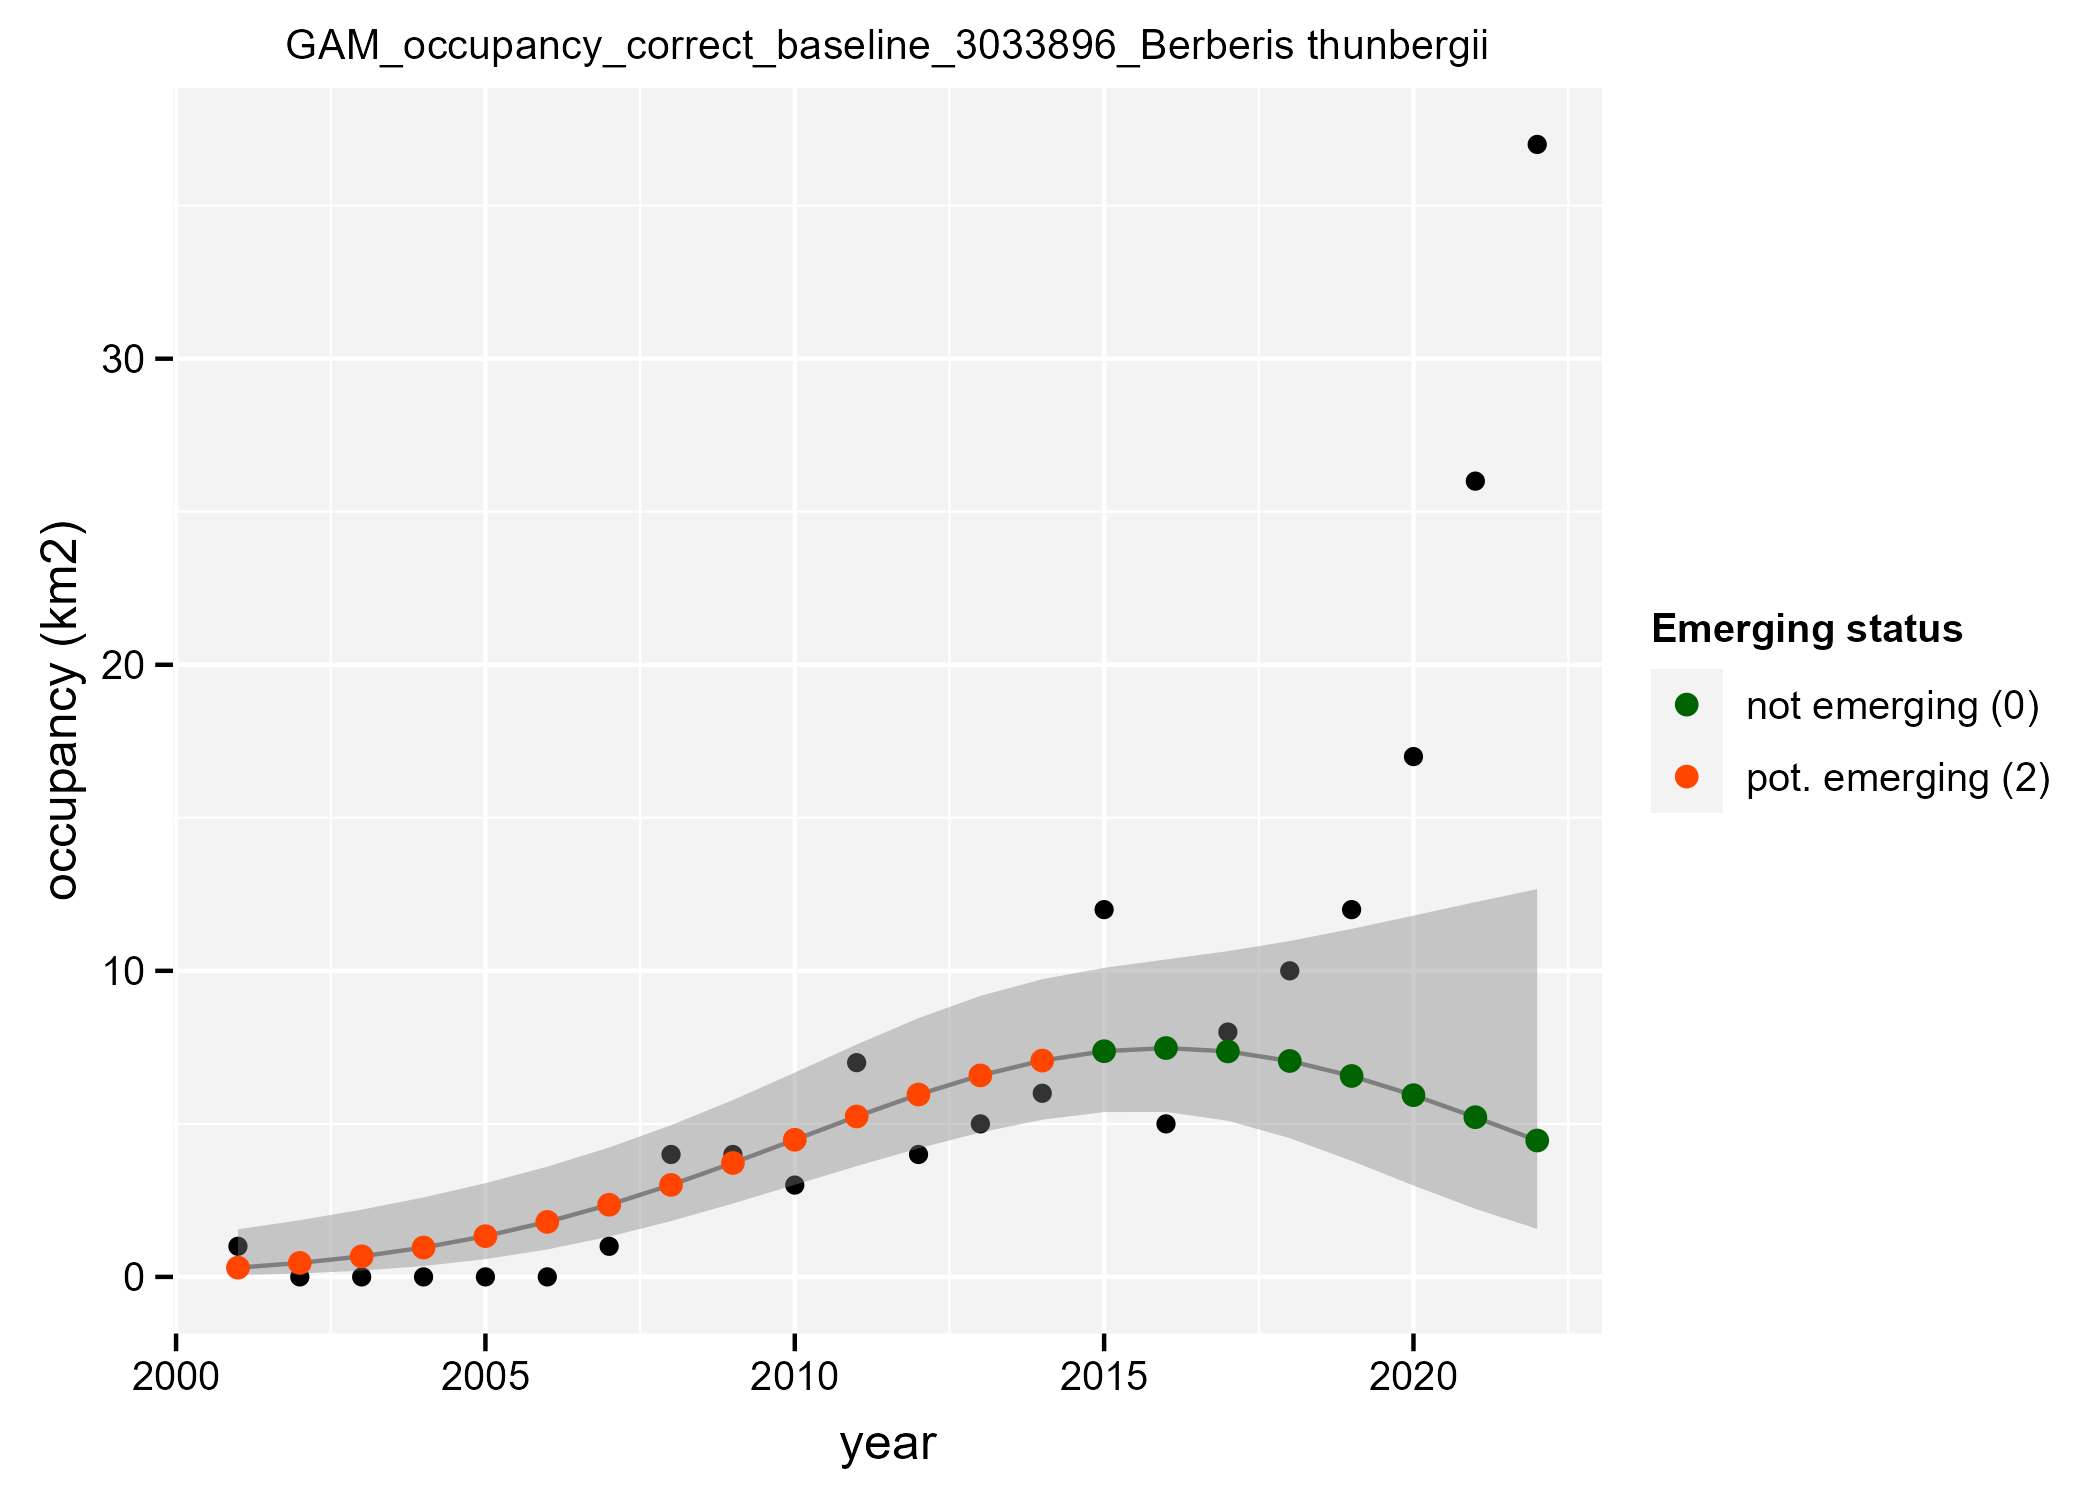 GAM_occupancy_correct_baseline_3033896_Berberis thunbergii
occupancy (km2)
30
20
10
0
2000
2005
2010
2015
2020
year
Emerging status
not emerging (0)
pot. emerging (2)